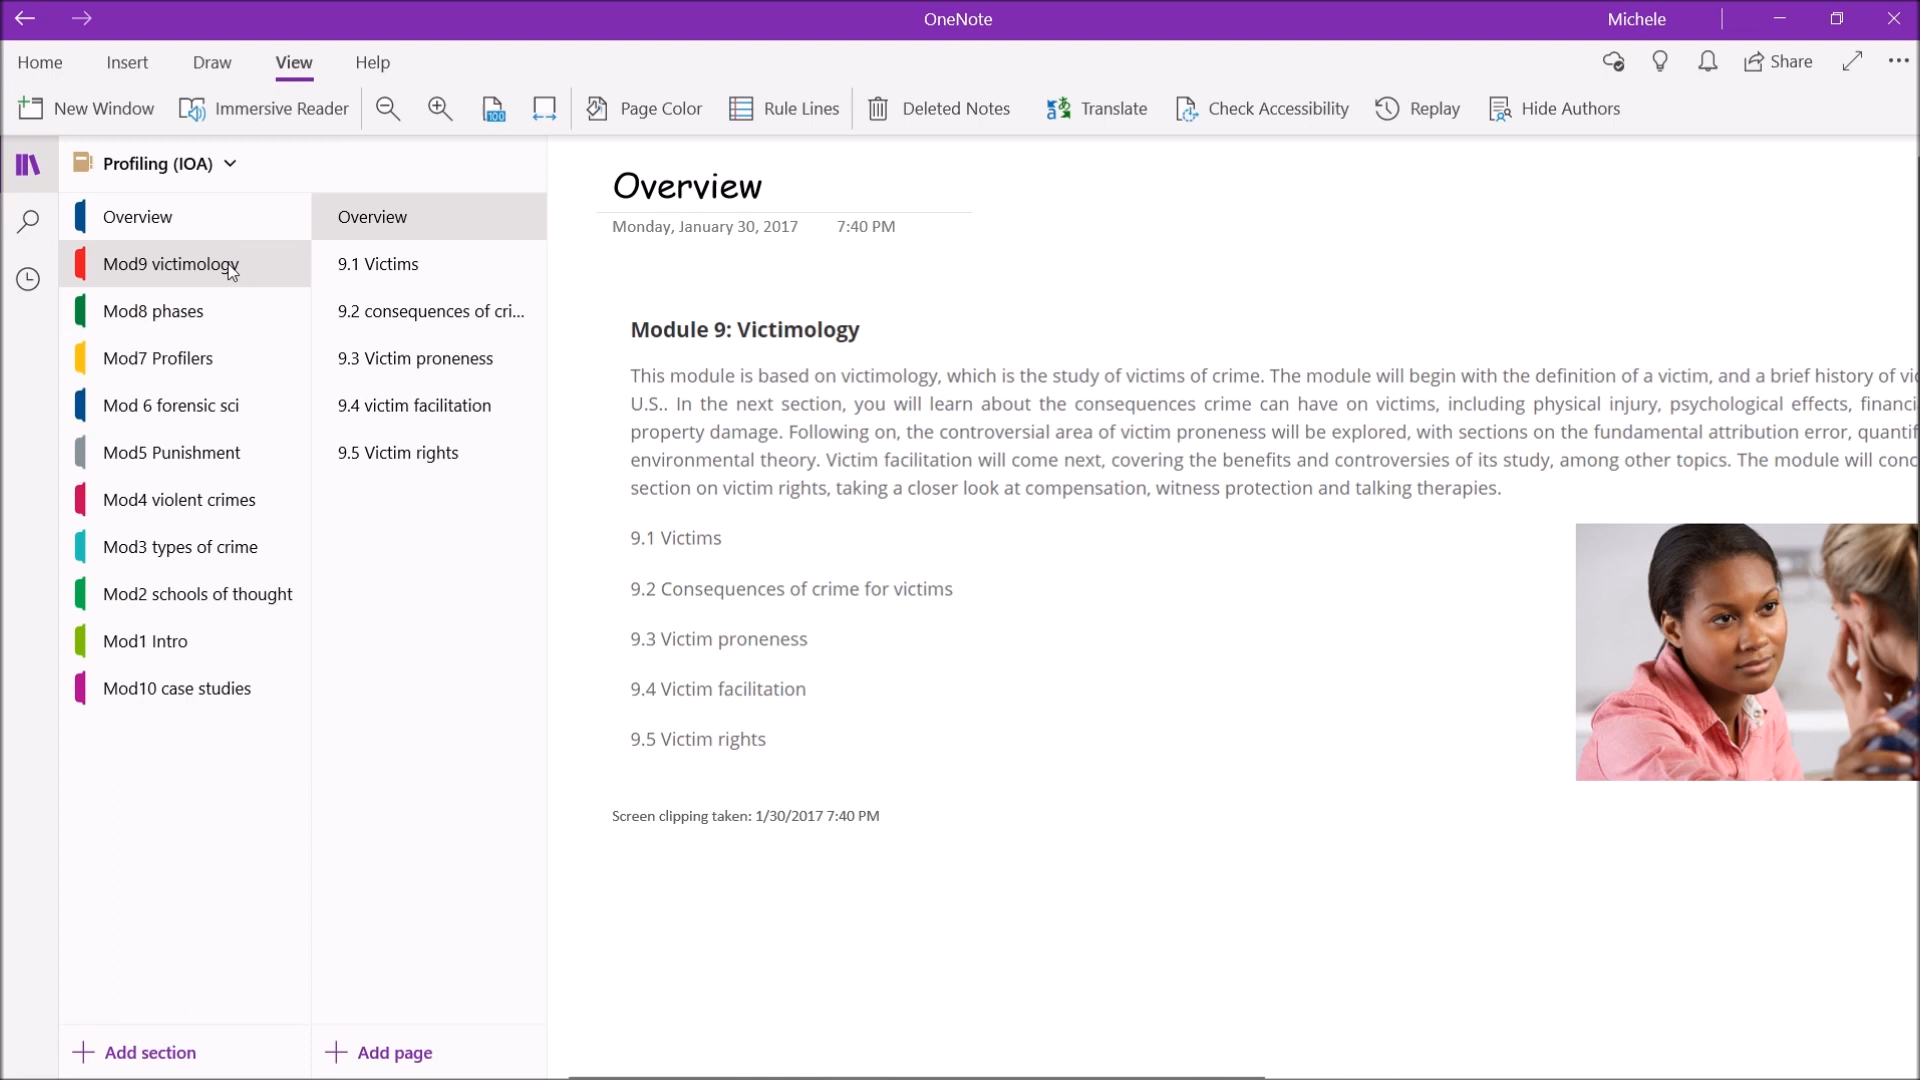 OneNote
Michele
Home
Insert
Draw
View
Help
Share
New Window
Immersive Reader
100
Page Color
Rule Lines
Deleted Notes
Translate
Check Accessibility
Replay
Hide Authors
Profiling (IOA)
Overview
Mod9 victimology
Mod8 phases
Mod7 Profilers
Mod 6 forensic sci
Mod5 Punishment
Mod4 violent crimes
Mod3 types of crime
Mod2 schools of thought
Mod1 Intro
Mod10 case studies
Add section
Overview
9.1 Victims
9.2 consequences of cri...
9.3 Victim proneness
9.4 victim facilitation
9.5 Victim rights
Add page
Overview
Monday, January 30, 2017 7:40 PM
Module 9: Victimology
This module is based on victimology, which is the study of victims of crime. The module will begin with the definition of a victim, and a brief history of
U.S.. In the next section, you will learn about the consequences crime can have on victims, including physical injury, psychological effects,
property damage. Following on, the controversial area of victim proneness will be explored, with sections on the fundamental attribution error,
environmental theory. Victim facilitation will come next, covering the benefits and controversies of its study, among other topics. The module will
section on victim rights, taking a closer look at compensation, witness protection and talking therapies.
9.1 Victims
9.2 Consequences of crime for victims
9.3 Victim proneness
9.4 Victim facilitation
9.5 Victim rights
Screen clipping taken: 1/30/2017 7:40 PM